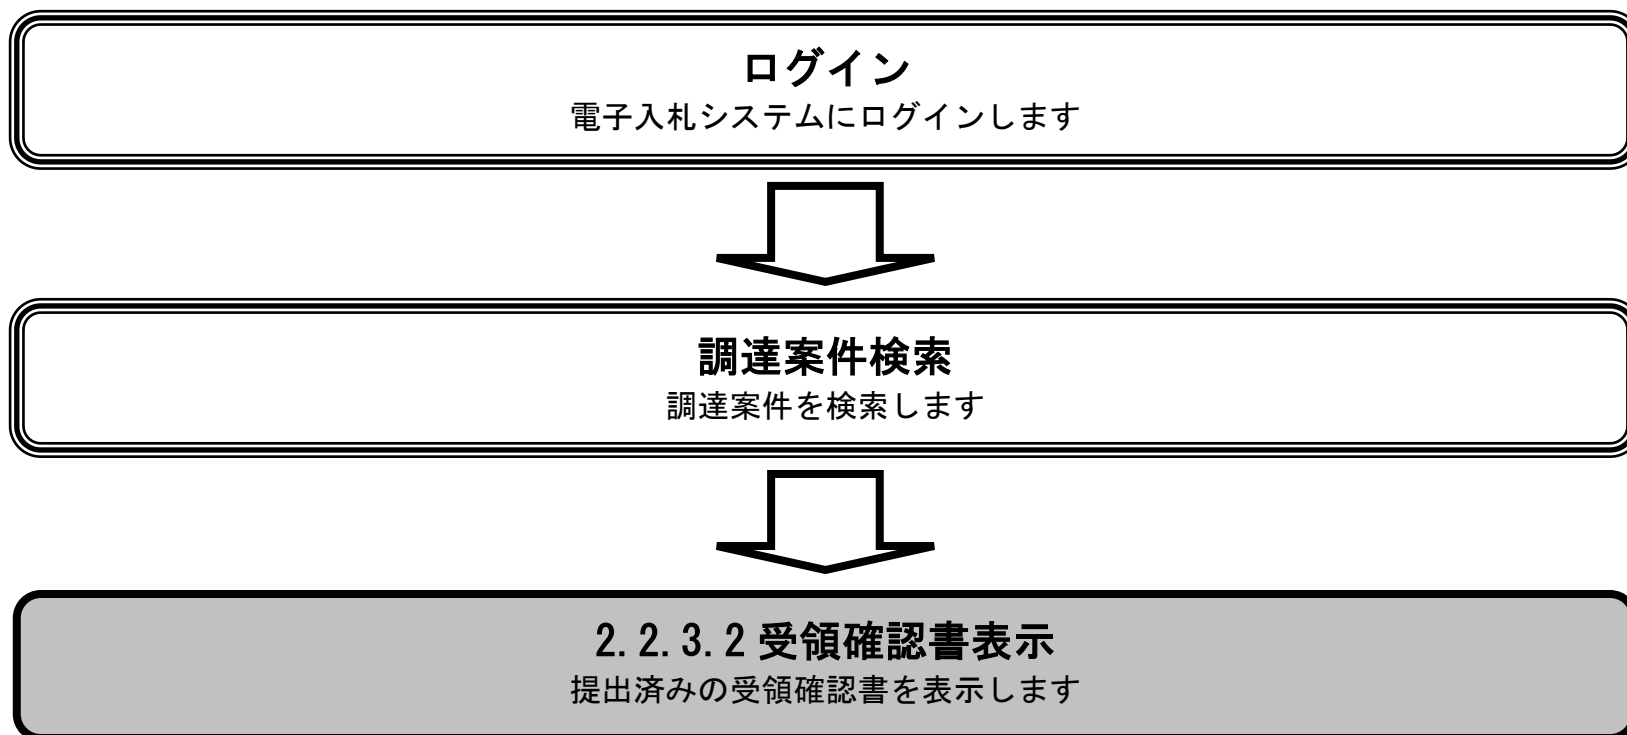 ログイン
電子入札システムにログインします
調達案件検索
調達案件を検索します
2.2.3.2 受領確認書表示
提出済みの受領確認書を表示します